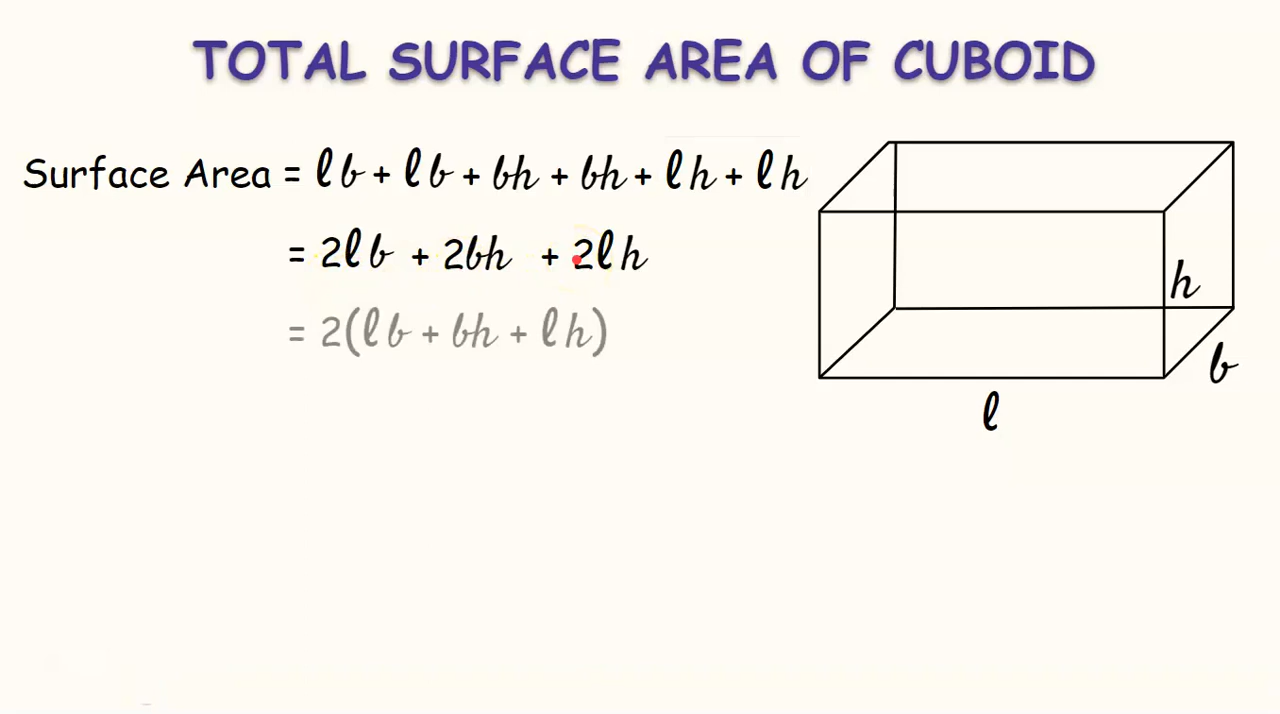 TOTAL SURFACE AREA OF CUBOID
Surface Area = ℓb + ℓb + bh + bh + ℓh + ℓh
= 2ℓb + 2bh + 2ℓh
= 2(ℓb + bh + ℓh)
h
b
ℓ